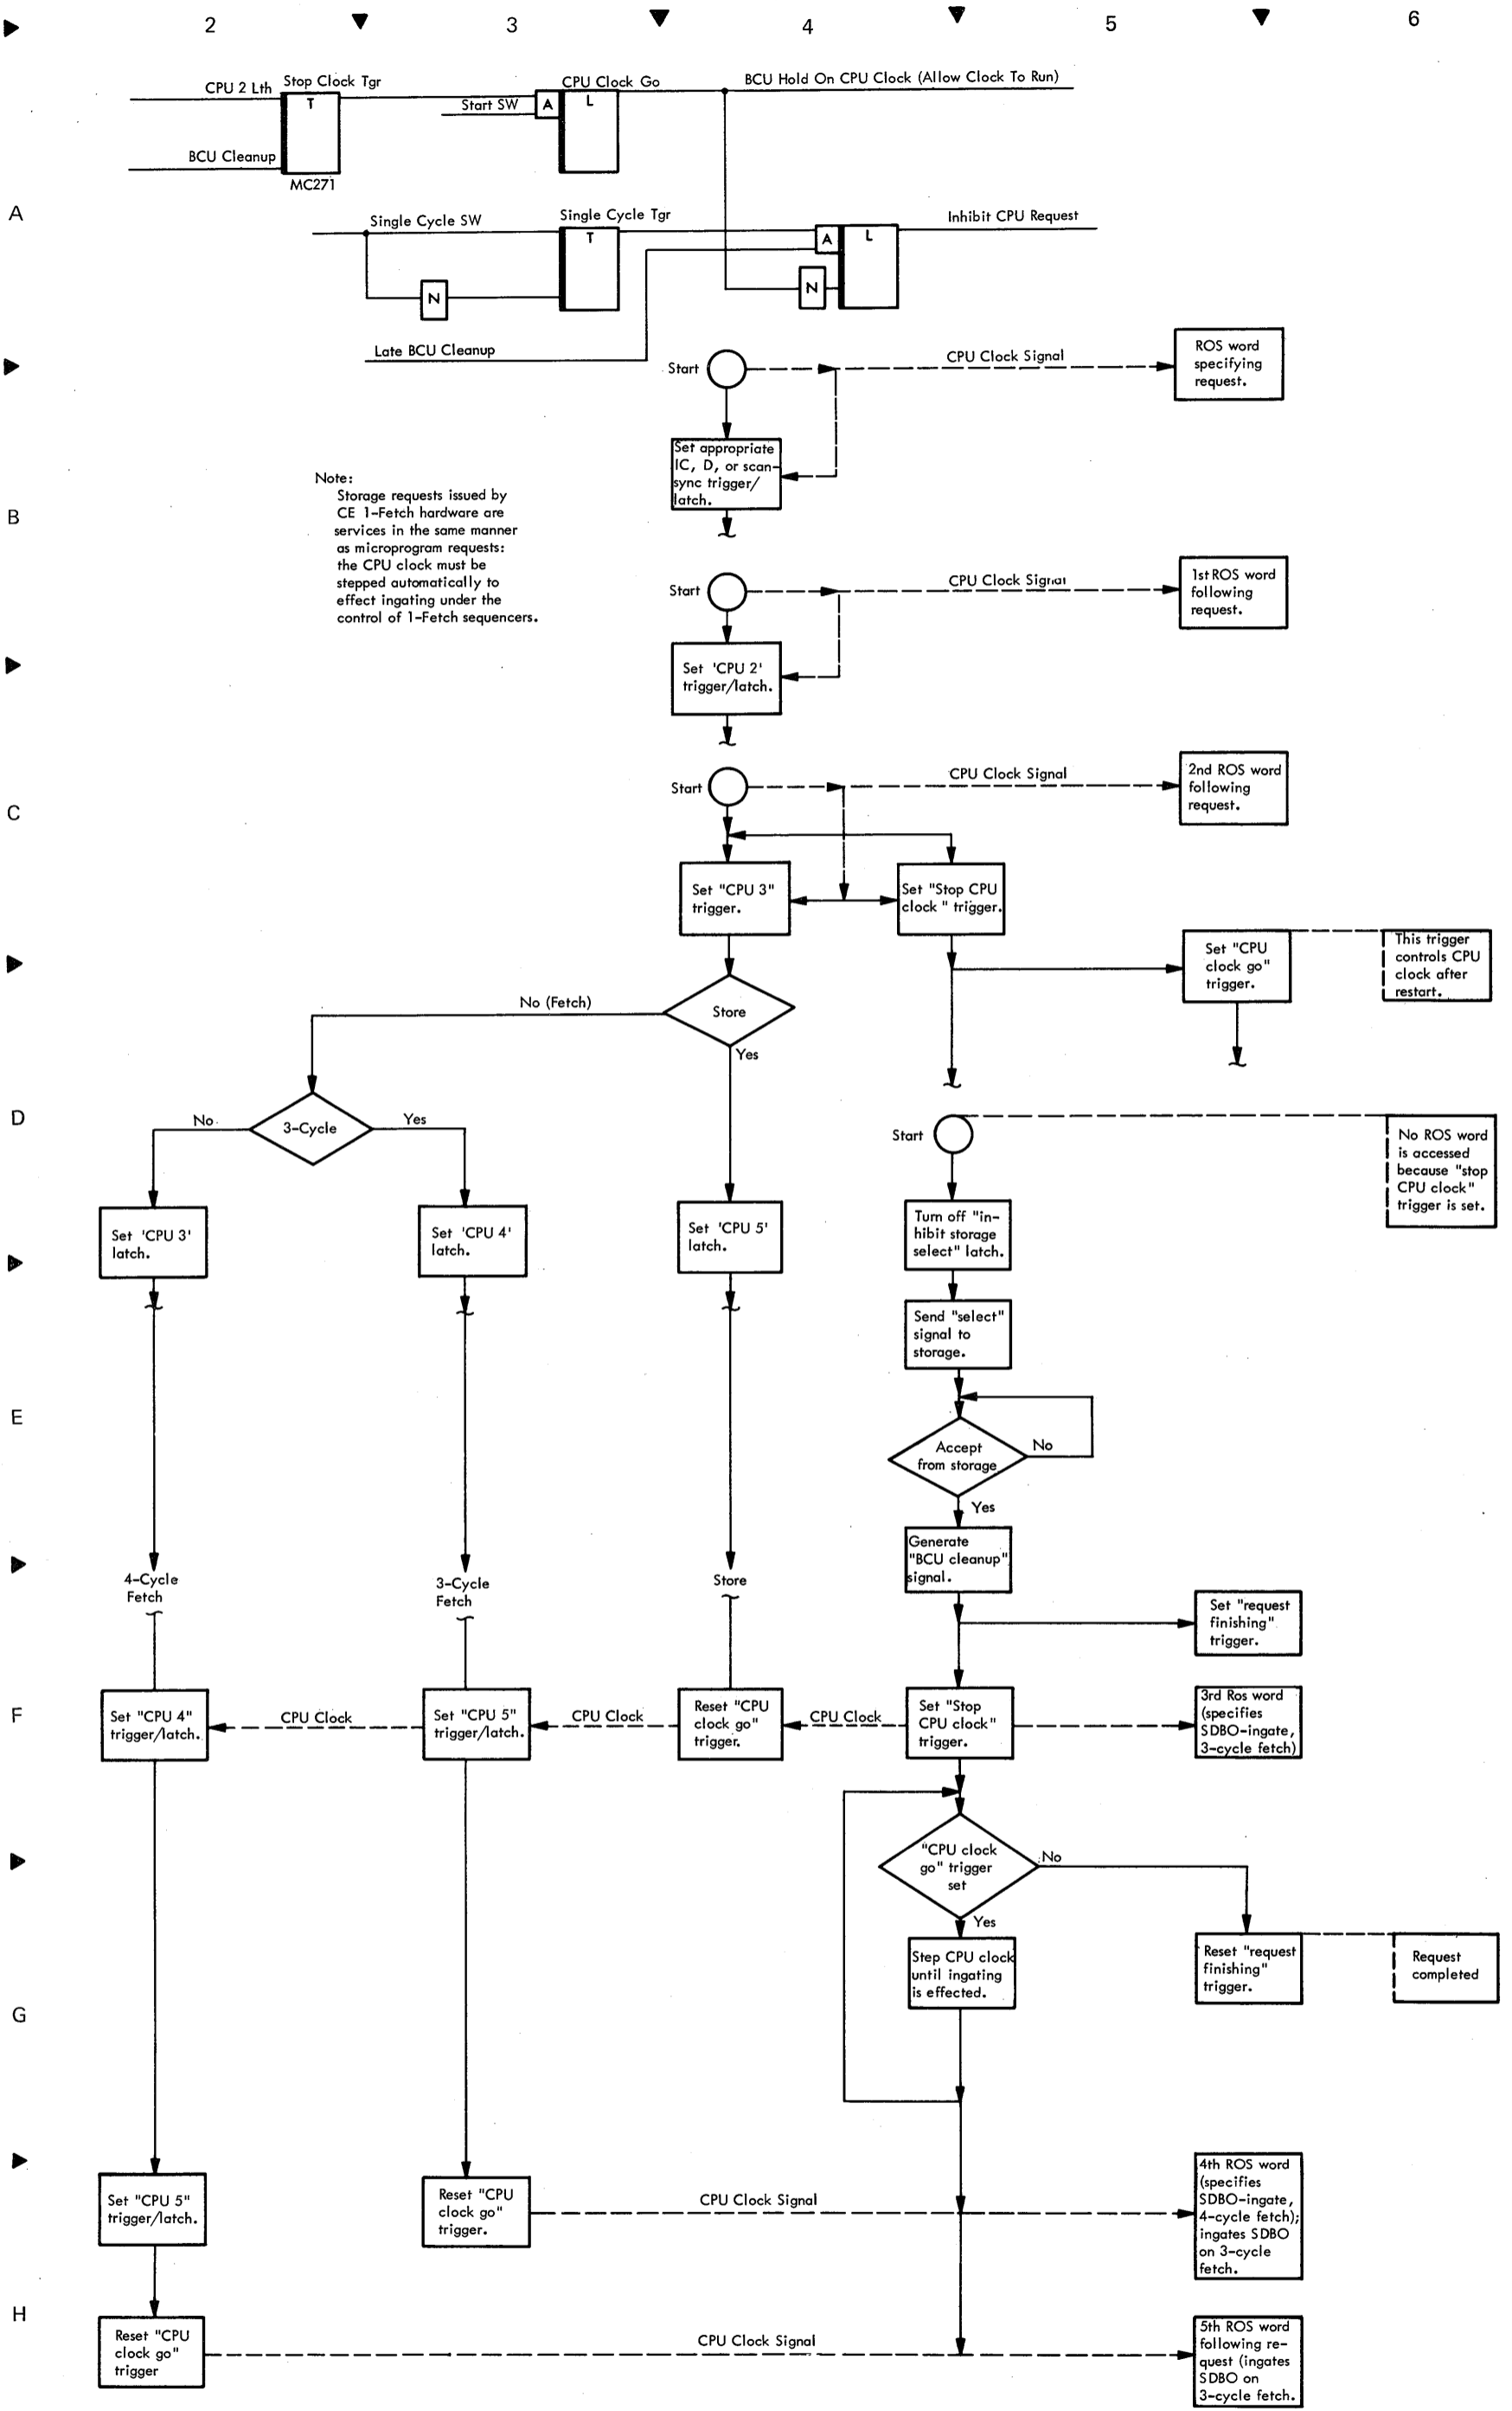 2 3 4 5 6
CPU 2 Lth
Stop Clock Tgr
T
BCU Cleanup
MC271
Start SW
A
CPU Clock Go
L
BCU Hold On CPU Clock (Allow Clock To Run)
A
Single Cycle SW
N
Single Cycle Tgr
T
A
L
N
Inhibit CPU Request
Late BCU Cleanup
Start
CPU Clock Signal
ROS word
specifying
request.
Set appropriate
IC, D, or scan-
sync trigger/
latch.
B
Note:
Storage requests issued by
CE 1-Fetch hardware are
services in the same manner
as microprogram requests:
the CPU clock must be
stepped automatically to
effect ingating under the
control of 1-Fetch sequencers.
Start
CPU Clock Signal
1st ROS word
following
request.
Set 'CPU 2'
trigger/latch.
C
Start
CPU Clock Signal
2nd ROS word
following
request.
Set "CPU 3"
trigger.
Set "Stop CPU
clock" trigger.
Set "CPU
clock go"
trigger.
This trigger
controls CPU
clock after
restart.
No (Fetch)
Store
Yes
D
No
3-Cycle
Yes
Start
No ROS word
is accessed
because "stop
CPU clock"
trigger is set.
Set 'CPU 3'
latch.
Set 'CPU 4'
latch.
Set 'CPU 5'
latch.
Turn off "in-
hibit storage
select" latch.
Send "select"
signal to
storage.
E
Accept
from storage
No
Yes
Generate
"BCU cleanup"
signal.
4-Cycle
Fetch
3-Cycle
Fetch
Store
Set "request
finishing"
trigger.
F
Set "CPU 4"
trigger/latch.
CPU Clock
Set "CPU 5"
trigger/latch.
CPU Clock
Reset "CPU
clock go"
trigger.
CPU Clock
Set "Stop
CPU clock"
trigger.
3rd Ros word
(specifies
SDBO-ingate,
3-cycle fetch)
"CPU clock
go" trigger
set
No
Yes
Step CPU clock
until ingating
is effected.
Reset "request
finishing"
trigger.
Request
completed
G
Set "CPU 5"
trigger/latch.
Reset "CPU
clock go"
trigger.
CPU Clock Signal
4th ROS word
(specifies
SDBO-ingate,
4-cycle fetch);
ingates SDBO
on 3-cycle
fetch.
H
Reset "CPU
clock go"
trigger
CPU Clock Signal
5th ROS word
following re-
quest (ingates
SDBO on
3-cycle fetch.